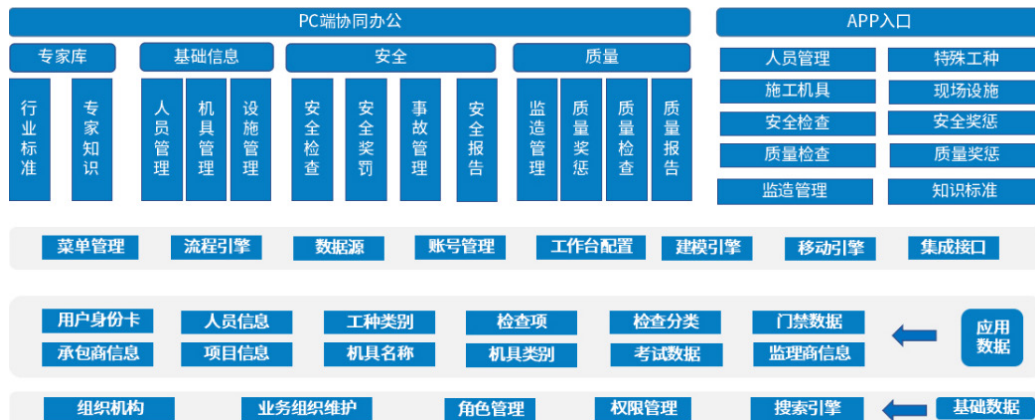 PC端协同办公
APP入口
专家库
基础信息
安全
质量
行业标准
专家知识
人员管理
机具管理
设施管理
安全检查
安全奖罚
事故管理
安全报告
监造管理
质量奖惩
质量检查
质量报告
人员管理
特殊工种
施工机具
现场设施
安全检查
安全奖惩
质量检查
质量奖惩
监造管理
知识标准
菜单管理
流程引擎
数据源
账号管理
工作台配置
建模引擎
移动引擎
集成接口
用户身份卡
人员信息
工种类别
检查项
检查分类
门禁数据
承包商信息
项目信息
机具名称
机具类别
考试数据
监理商信息
应用
数据
组织机构
业务组织维护
角色管理
权限管理
搜索引擎
基础数据